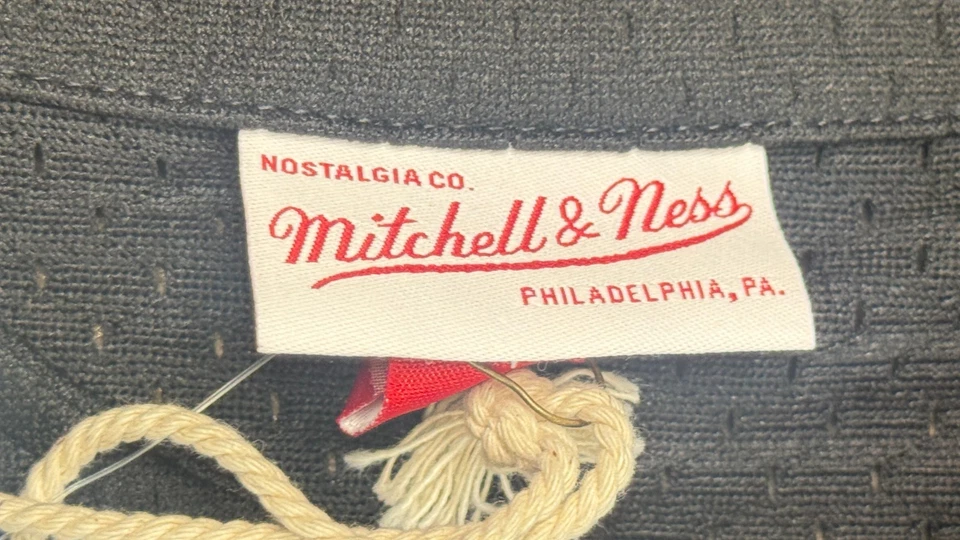 NOSTALGIA CO.
Mitchell & Ness
PHILADELPHIA, PA.